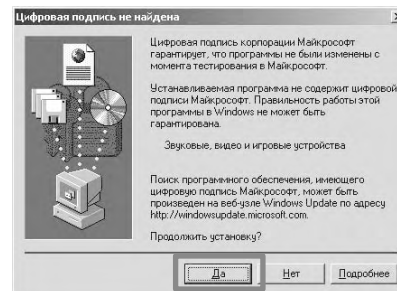 Цифровая подпись не найдена
Цифровая подпись корпорации Майкрософт
гарантирует, что программы не были изменены с
момента тестирования в Майкрософт.
Устанавливаемая программа не содержит цифровой
подписи Майкрософт. Правильность работы этой
программы в Windows не может быть
гарантирована.
Звуковые, видео и игровые устройства
Поиск программного обеспечения, имеющего
цифровую подпись Майкрософт, может быть
произведен на веб-узле Windows Update по адресу
http://windowsupdate.microsoft.com.
Продолжить установку?
Да Нет Подробнее